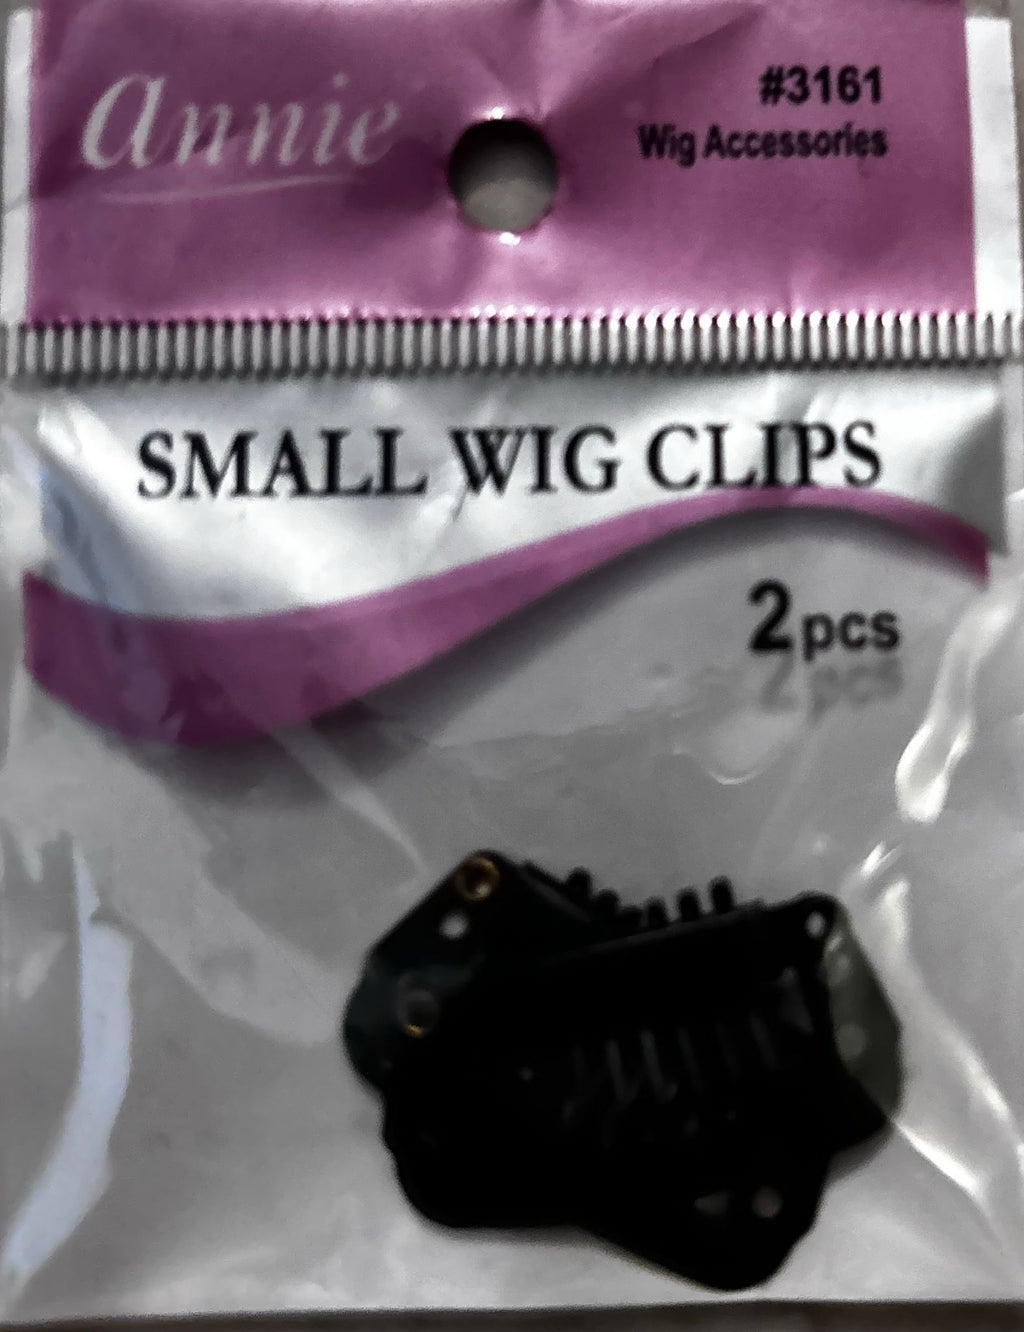 annie
#3161
Wig Accessories
SMALL WIG CLIPS
2pcs